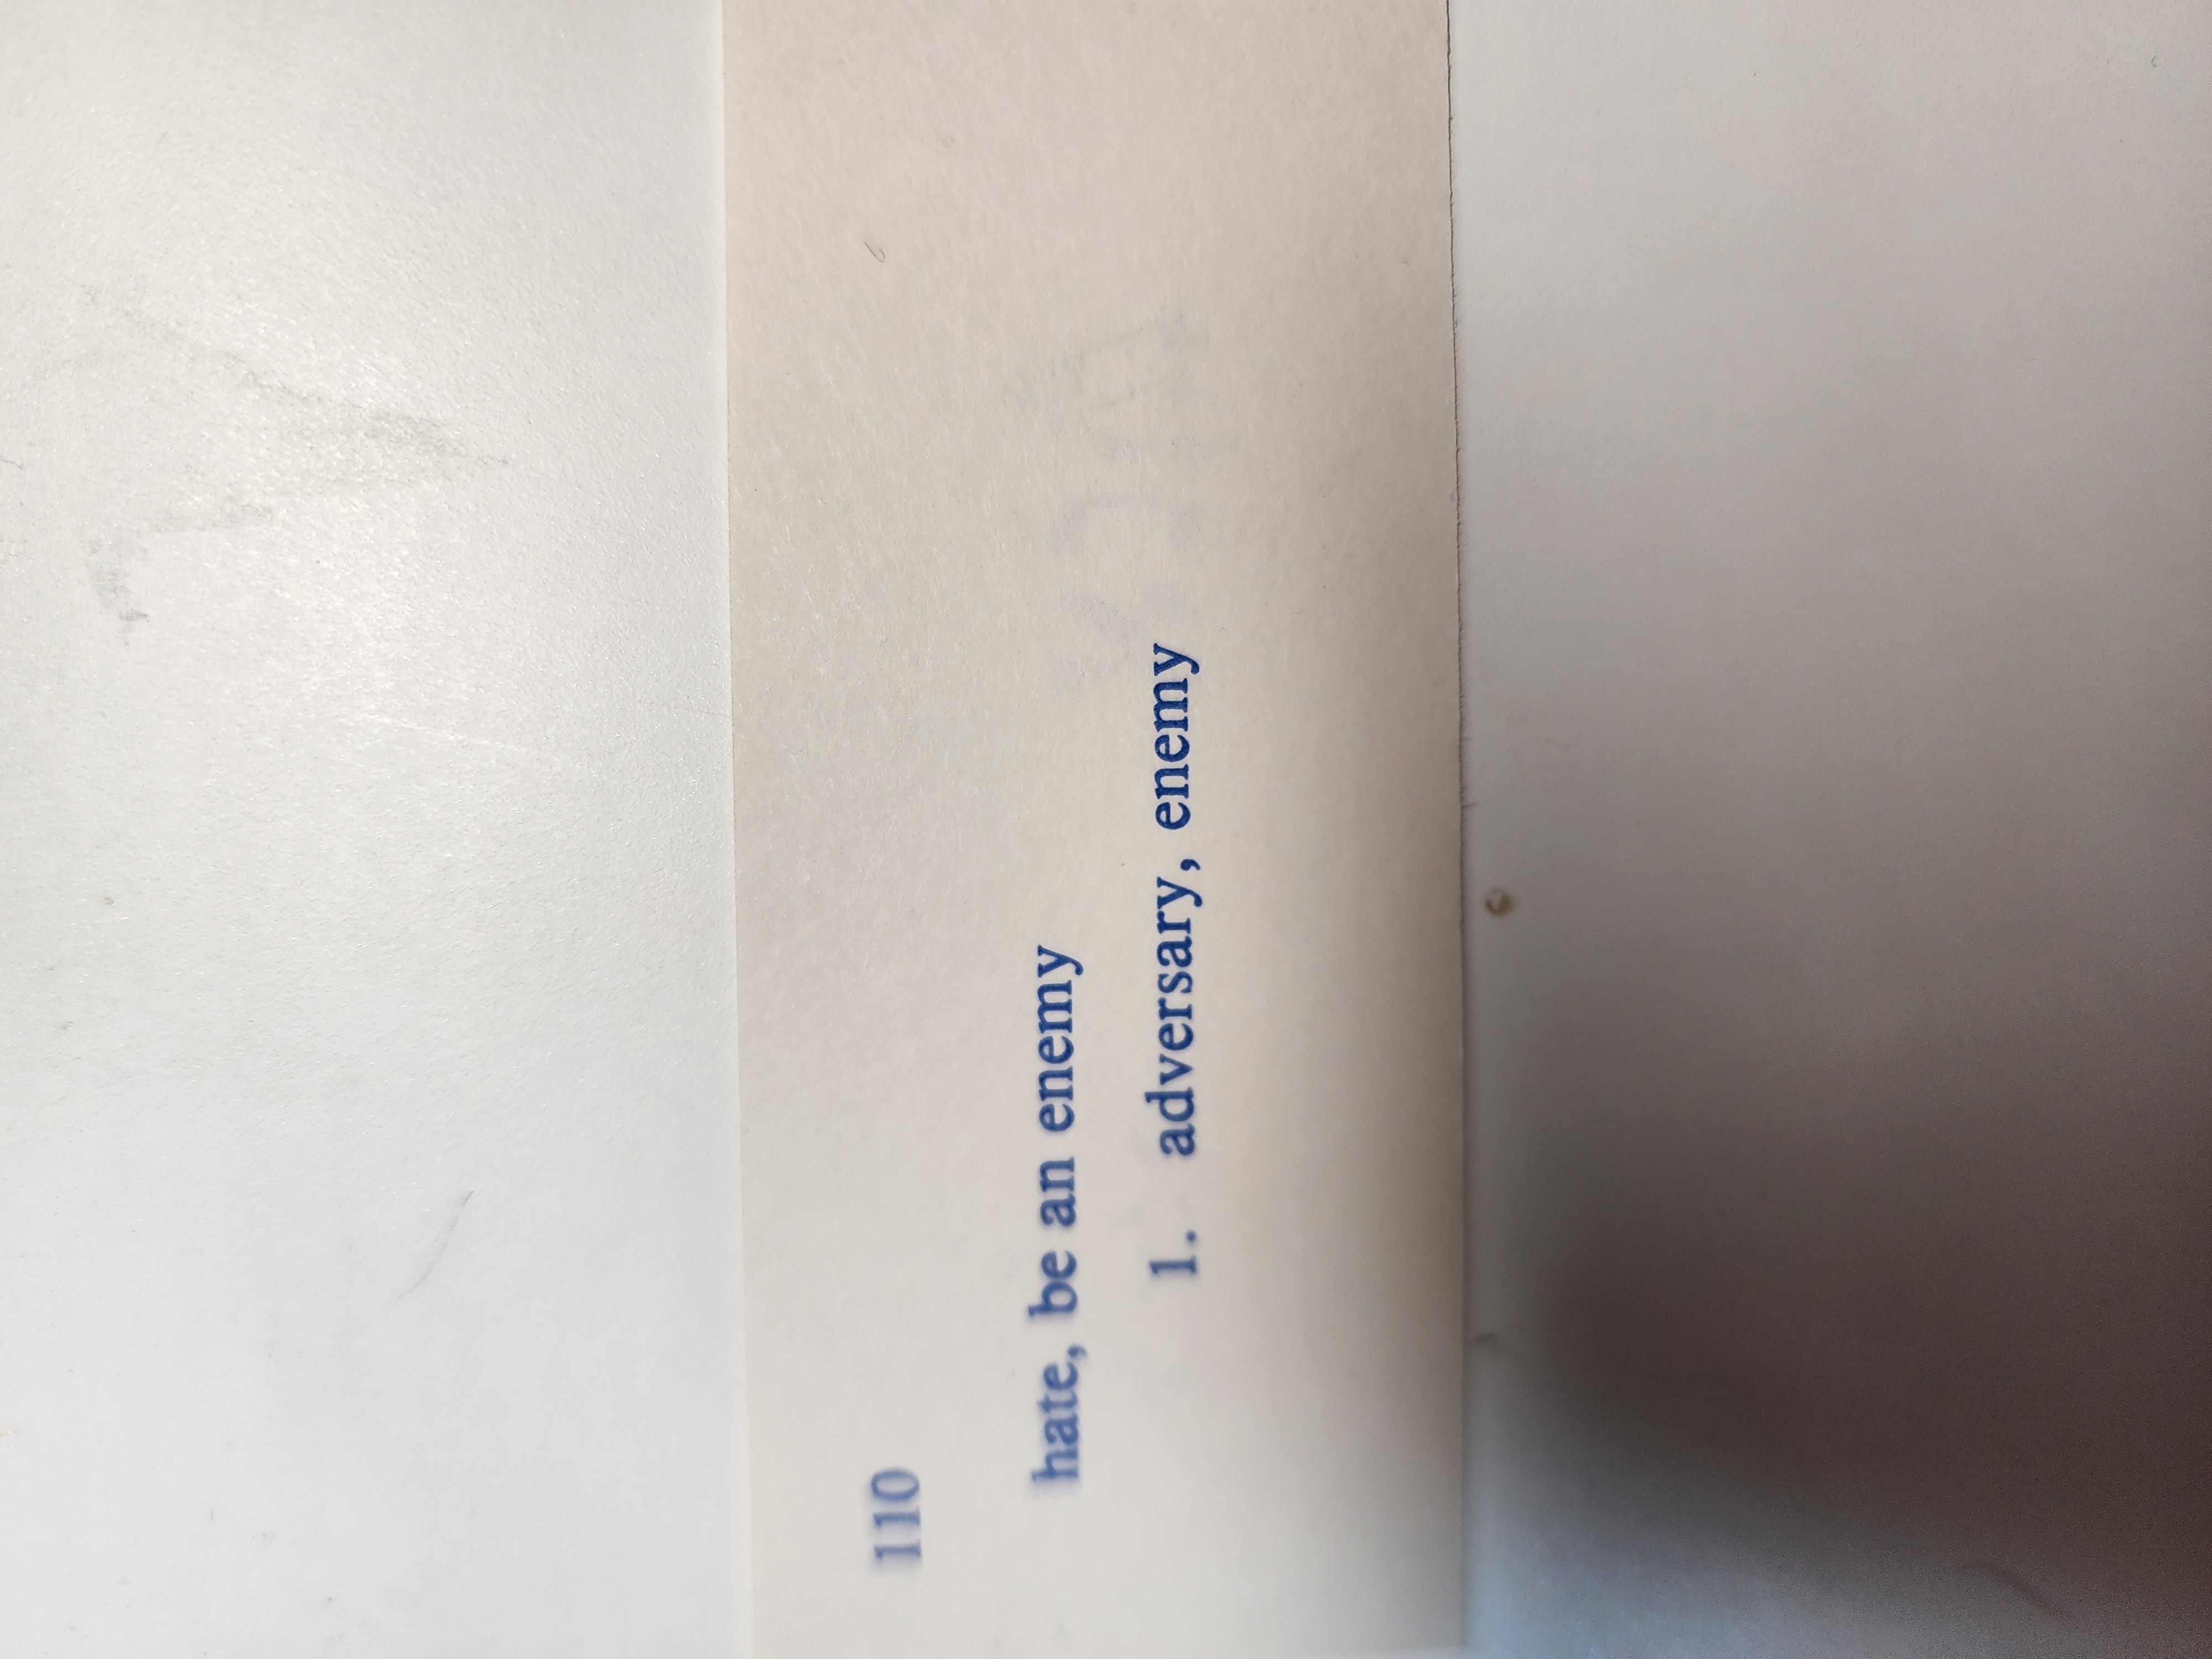 110
hate, be an enemy
1. adversary, enemy